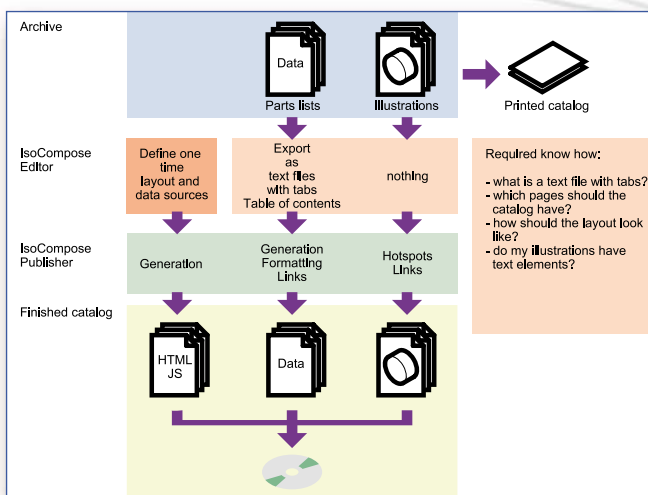 Archive
Data
Parts lists
Illustrations
Printed catalog
IsoCompose
Editor
Define one
time
layout and
data sources
Export
as
text files
with tabs
Table of contents
nothing
Required know how:
- what is a text file with tabs?
- which pages should the
catalog have?
- how should the layout look
like?
- do my illustrations have
text elements?
IsoCompose
Publisher
Generation
Generation
Formatting
Links
Hotspots
Links
Finished catalog
HTML
JS
Data